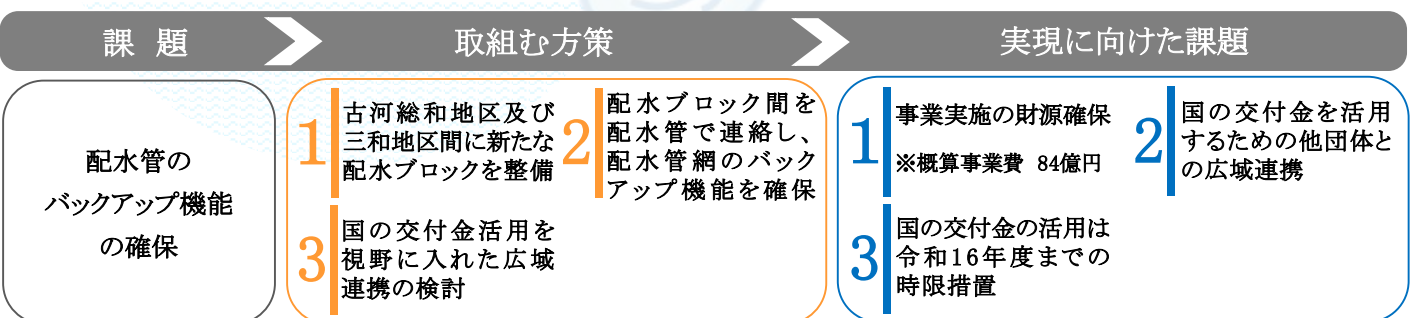 課 題
取組む方策
実現に向けた課題
配水管の
バックアップ機能
の確保
1
古河総和地区及び
三和地区間に新たな
配水ブロックを整備
2
配水ブロック間を
配水管で連絡し、
配水管網のバック
アップ機能を確保
3
国の交付金活用を
視野に入れた広域
連携の検討
1
事業実施の財源確保
※概算事業費 84億円
2
国の交付金を活用
するための他団体と
の広域連携
3
国の交付金の活用は
令和16年度までの
時限措置